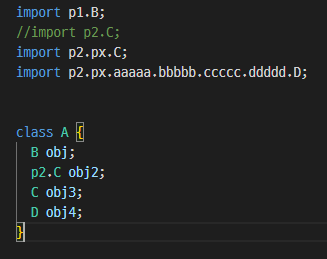 import p1.B;
//import p2.C;
import p2.px.C;
import p2.px.aaaaa.bbbbb.ccccc.ddddd.D;
class A {
  B obj;
  p2.C obj2;
  C obj3;
  D obj4;
}